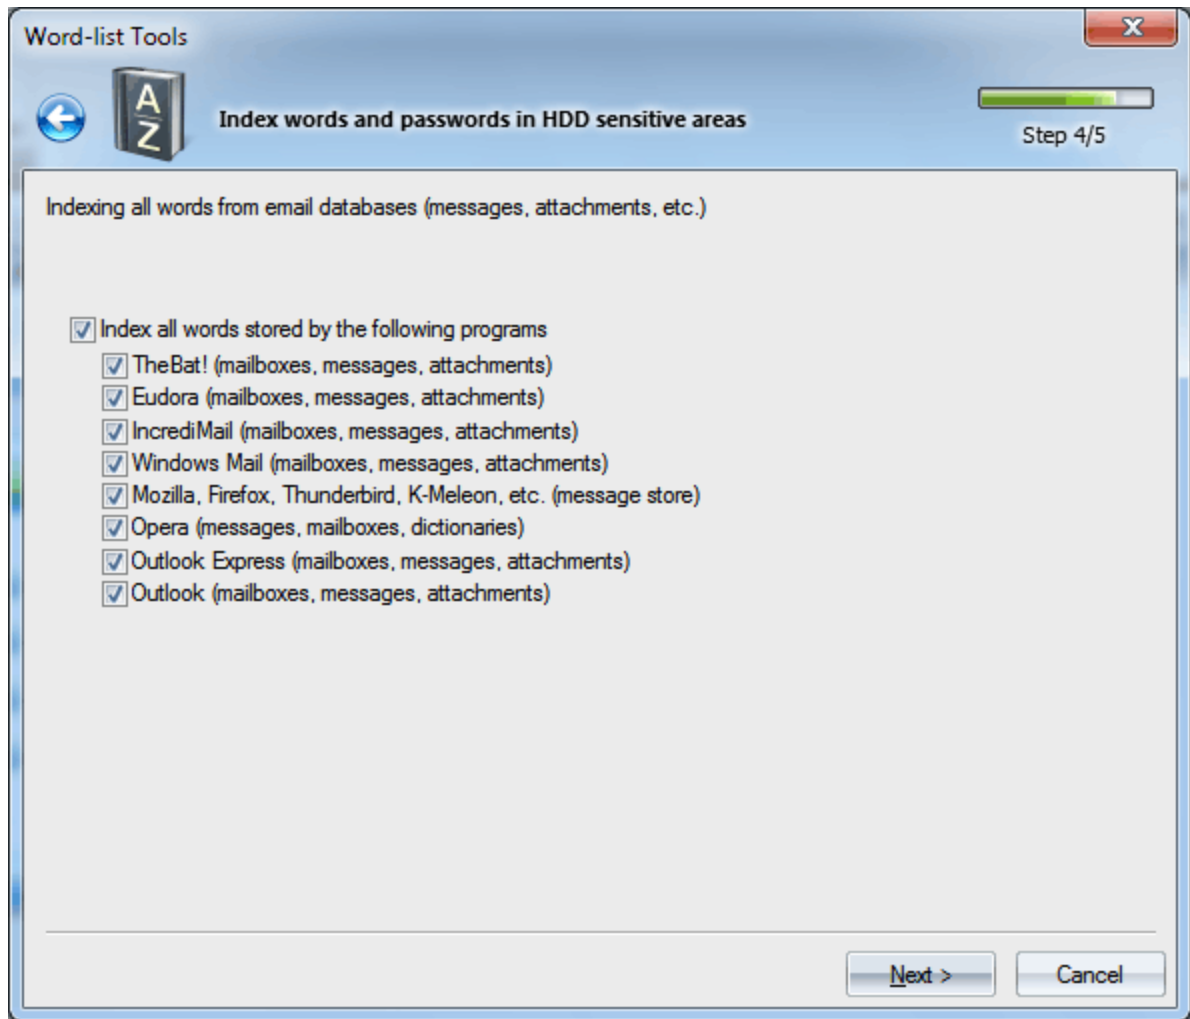 Word-list Tools
X
A
Z
Index words and passwords in HDD sensitive areas
Step 4/5
Indexing all words from email databases (messages, attachments, etc.)
Index all words stored by the following programs
TheBat! (mailboxes, messages, attachments)
Eudora (mailboxes, messages, attachments)
IncrediMail (mailboxes, messages, attachments)
Windows Mail (mailboxes, messages, attachments)
Mozilla, Firefox, Thunderbird, K-Meleon, etc. (message store)
Opera (messages, mailboxes, dictionaries)
Outlook Express (mailboxes, messages, attachments)
Outlook (mailboxes, messages, attachments)
Next > Cancel